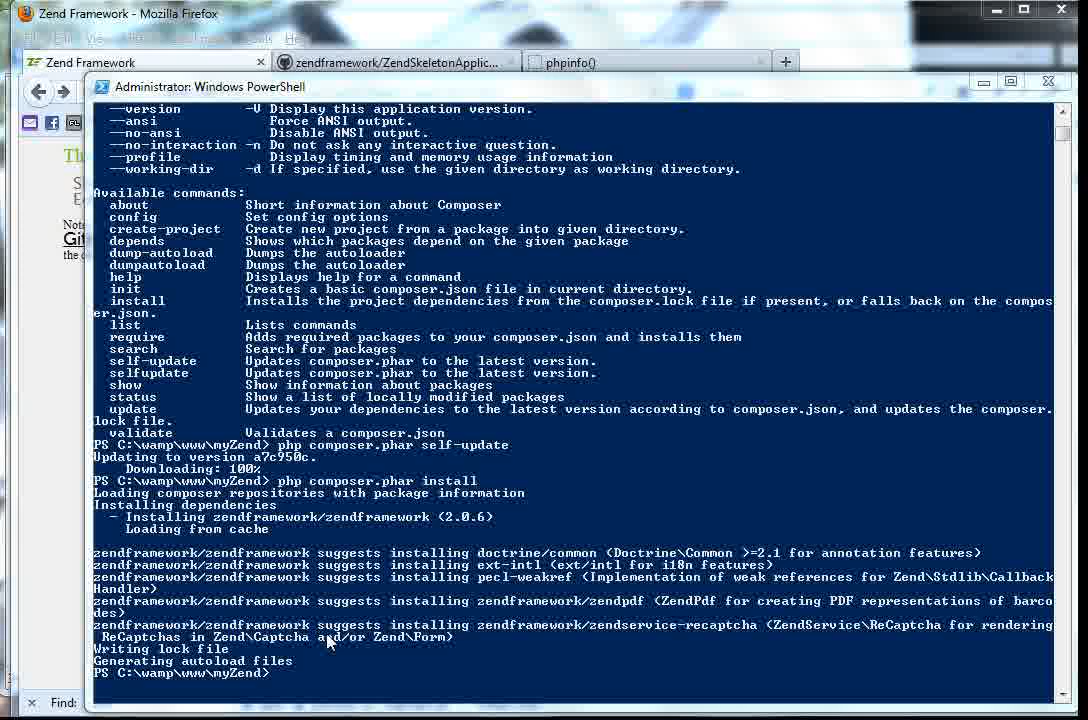 Zend Framework - Mozilla Firefox
Zend Framework
zendframework/ZendSkeletonApplic...
phpinfo()
Administrator: Windows PowerShell
--version -V Display this application version.
--ansi Force ANSI output.
--no-ansi Disable ANSI output.
--no-interaction -n Do not ask any interactive question.
--profile Display timing and memory usage information
--working-dir -d If specified, use the given directory as working directory.
Available commands:
about Short information about Composer
config Set config options
create-project Create new project from a package into given directory.
depends Shows which packages depend on the given package
dump-autoload Dumps the autoloader
dumpautoload Dumps the autoloader
help Displays help for a command
init Creates a basic composer.json file in current directory.
install Installs the project dependencies from the composer.lock file if present, or falls back on the compos
er.json.
list Lists commands
require Adds required packages to your composer.json and installs them
search Search for packages
self-update Updates composer.phar to the latest version.
selfupdate Updates composer.phar to the latest version.
show Show information about packages
status Show a list of locally modified packages
update Updates your dependencies to the latest version according to composer.json, and updates the composer.
lock file.
validate Validates a composer.json
PS C:\wamp\www\myZend> php composer.phar self-update
Updating to version a7c950c.
Downloading: 100%
PS C:\wamp\www\myZend> php composer.phar install
Loading composer repositories with package information
Installing dependencies
- Installing zendframework/zendframework (2.0.6)
Loading from cache
zendframework/zendframework suggests installing doctrine/common (Doctrine\Common >=2.1 for annotation features)
zendframework/zendframework suggests installing ext-intl (ext/intl for i18n features)
zendframework/zendframework suggests installing pecl-weakref (Implementation of weak references for Zend\Stdlib\Callback
Handler)
zendframework/zendframework suggests installing zendframework/zendpdf (ZendPdf for creating PDF representations of barco
des)
zendframework/zendframework suggests installing zendframework/zendservice-recaptcha (ZendService\ReCaptcha for rendering
ReCaptchas in Zend\Captcha and/or Zend\Form)
Writing lock file
Generating autoload files
PS C:\wamp\www\myZend>
Th
S
E
Note
Git
the c
Find: